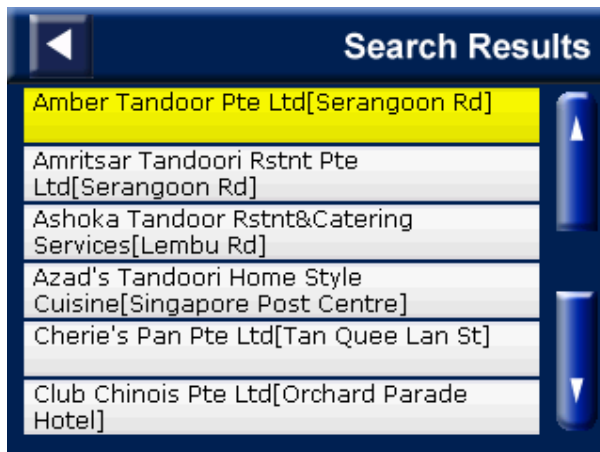 Search Results
Amber Tandoor Pte Ltd[Serangoon Rd]
Amritsar Tandoori Rstnt Pte
Ltd[Serangoon Rd]
Ashoka Tandoor Rstnt&Catering
Services[Lembu Rd]
Azad's Tandoori Home Style
Cuisine[Singapore Post Centre]
Cherie's Pan Pte Ltd[Tan Quee Lan St]
Club Chinois Pte Ltd[Orchard Parade
Hotel]